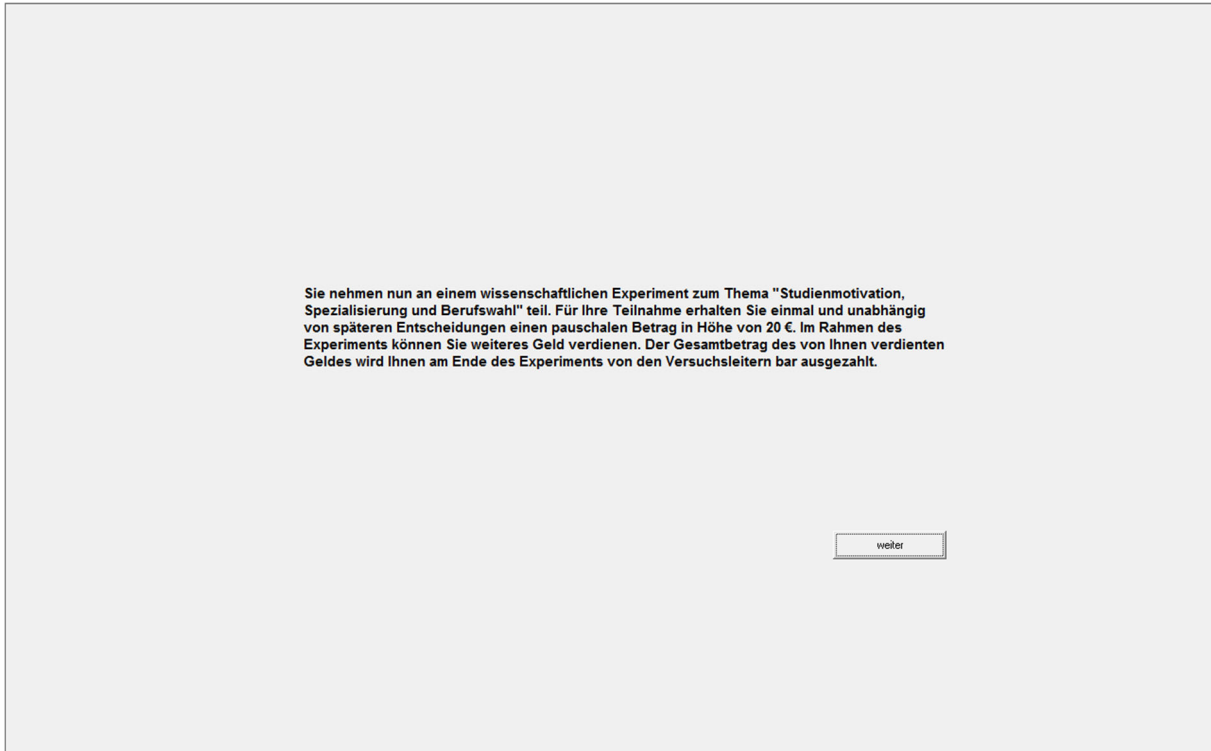 Sie nehmen nun an einem wissenschaftlichen Experiment zum Thema "Studienmotivation,
Spezialisierung und Berufswahl" teil. Für Ihre Teilnahme erhalten Sie einmal und unabhängig
von späteren Entscheidungen einen pauschalen Betrag in Höhe von 20 €. Im Rahmen des
Experiments können Sie weiteres Geld verdienen. Der Gesamtbetrag des von Ihnen verdienten
Geldes wird Ihnen am Ende des Experiments von den Versuchsleitern bar ausgezahlt.
weiter